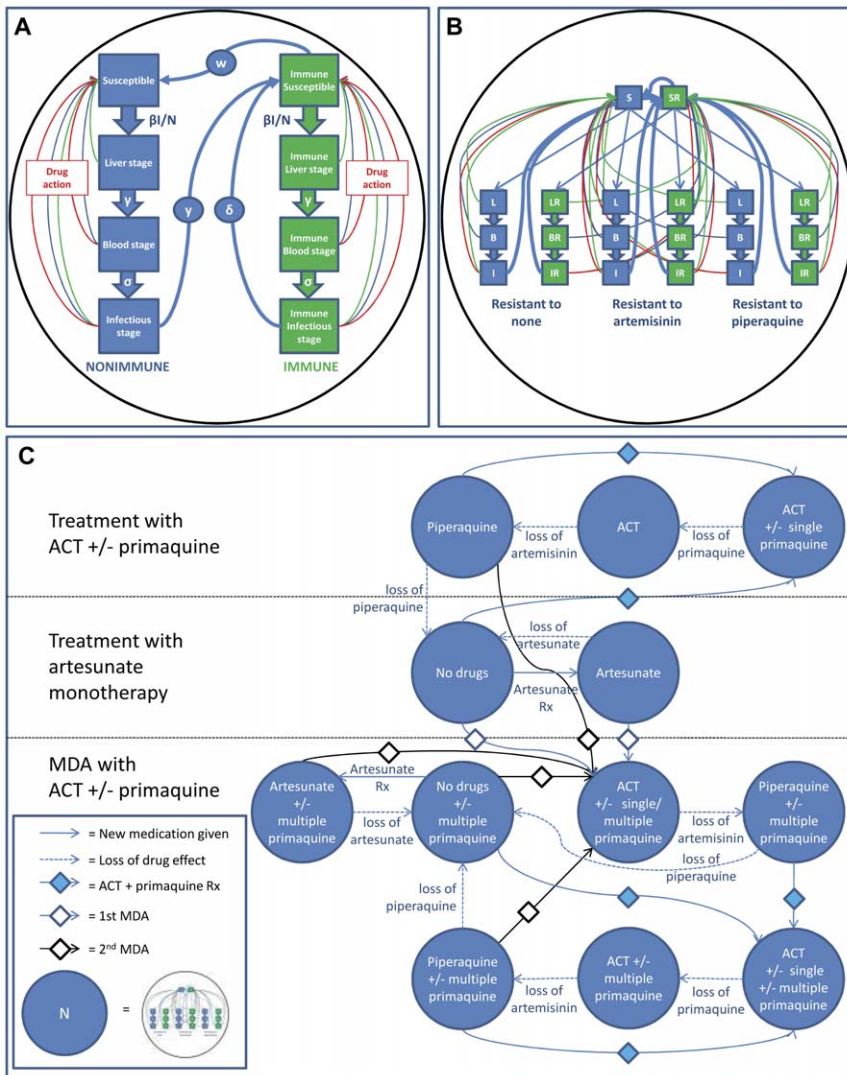 A
Susceptible
w
Immune
Susceptible
βI/N
βI/N
Liver stage
Immune
Liver stage
Drug
action
Drug
action
γ
γ
y
δ
Blood stage
Immune
Blood stage
σ
σ
Infectious
stage
Immune
Infectious
stage
NONIMMUNE
IMMUNE
B
S
SR
L
LR
L
LR
L
LR
B
BR
B
BR
B
BR
I
IR
I
IR
I
IR
Resistant to
none
Resistant to
artemisinin
Resistant to
piperaquine
C
Treatment with
ACT +/- primaquine
Piperaquine
loss of
artemisinin
ACT
loss of
primaquine
ACT
+/- single
primaquine
loss of
piperaquine
Treatment with
artesunate
monotherapy
No drugs
loss of
artesunate
Artesunate
Rx
Artesunate
MDA with
ACT +/- primaquine
Artesunate
+/-
multiple
primaquine
Artesunate
Rx
loss of
artesunate
No drugs
+/-
multiple
primaquine
ACT
+/- single/
multiple
primaquine
loss of
artemisinin
Piperaquine
+/-
multiple
primaquine
loss of
piperaquine
loss of
piperaquine
Piperaquine
+/- multiple
primaquine
loss of
artemisinin
ACT +/-
multiple
primaquine
loss of
primaquine
ACT
+/- single
+/- multiple
primaquine
= New medication given
= Loss of drug effect
= ACT + primaquine Rx
= 1st MDA
= 2nd MDA
N
=